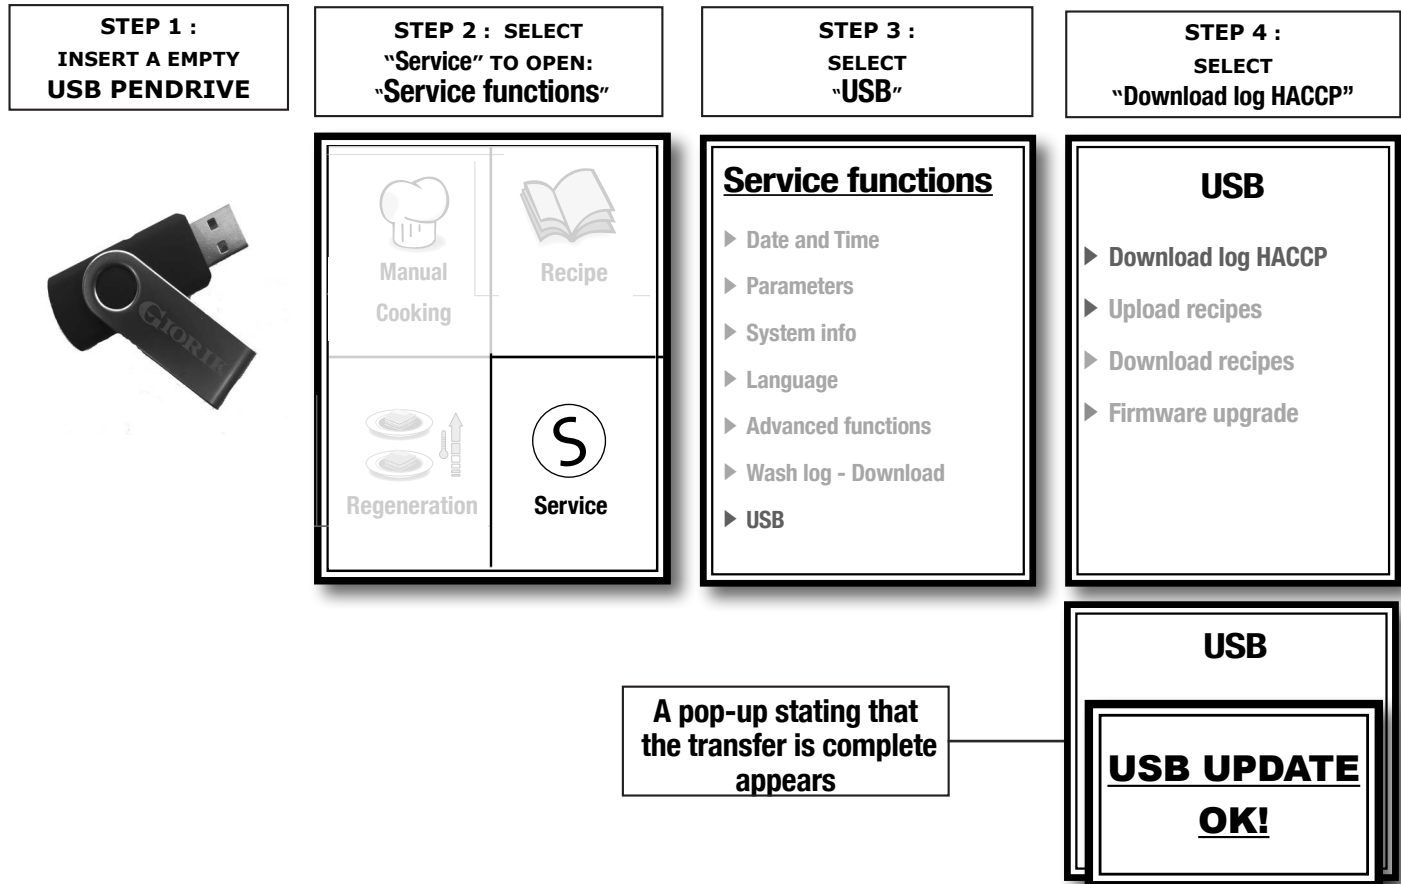 STEP 1 :
INSERT A EMPTY
USB PENDRIVE
STEP 2 : SELECT
"Service" TO OPEN:
"Service functions"
STEP 3 :
SELECT
"USB"
STEP 4 :
SELECT
"Download log HACCP"
GIORIK
Manual
Cooking
Recipe
Regeneration
S
Service
Service functions
Date and Time
Parameters
System info
Language
Advanced functions
Wash log - Download
USB
USB
Download log HACCP
Upload recipes
Download recipes
Firmware upgrade
A pop-up stating that
the transfer is complete
appears
USB
USB UPDATE
OK!